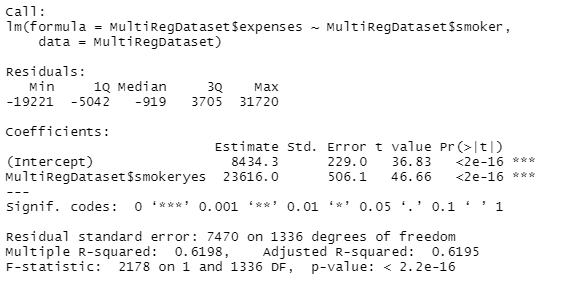 Call:
lm(formula = MultiRegDataset$expenses ~ MultiRegDataset$smoker,
    data = MultiRegDataset)
Residuals:
   Min     1Q Median     3Q    Max
-19221  -5042   -919   3705  31720
Coefficients:
                         Estimate Std. Error t value Pr(>|t|)
(Intercept)                8434.3      229.0   36.83   <2e-16 ***
MultiRegDataset$smokeryes 23616.0      506.1   46.66   <2e-16 ***
---
Signif. codes:  0 ‘***’ 0.001 ‘**’ 0.01 ‘*’ 0.05 ‘.’ 0.1 ‘ ’ 1
Residual standard error: 7470 on 1336 degrees of freedom
Multiple R-squared:  0.6198,    Adjusted R-squared:  0.6195
F-statistic:  2178 on 1 and 1336 DF,  p-value: < 2.2e-16